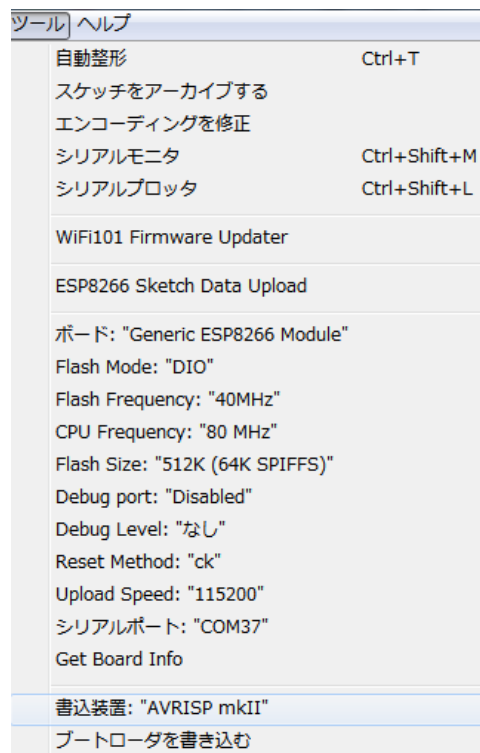 ツール ヘルプ
自動整形 Ctrl+T
スケッチをアーカイブする
エンコーディングを修正
シリアルモニタ Ctrl+Shift+M
シリアルプロッタ Ctrl+Shift+L
WiFi101 Firmware Updater
ESP8266 Sketch Data Upload
ボード: "Generic ESP8266 Module"
Flash Mode: "DIO"
Flash Frequency: "40MHz"
CPU Frequency: "80 MHz"
Flash Size: "512K (64K SPIFFS)"
Debug port: "Disabled"
Debug Level: "なし"
Reset Method: "ck"
Upload Speed: "115200"
シリアルポート: "COM37"
Get Board Info
書込装置: "AVRISP mkII"
ブートローダを書き込む